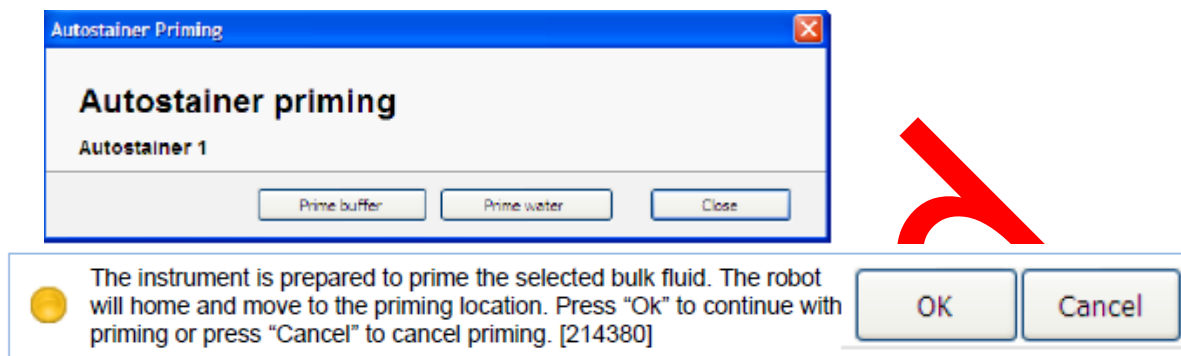 Autostainer Priming
Autostainer priming
Autostainer 1
Prime buffer Prime water Close
The instrument is prepared to prime the selected bulk fluid. The robot
will home and move to the priming location. Press “Ok” to continue with
priming or press “Cancel” to cancel priming. [214380]
OK Cancel